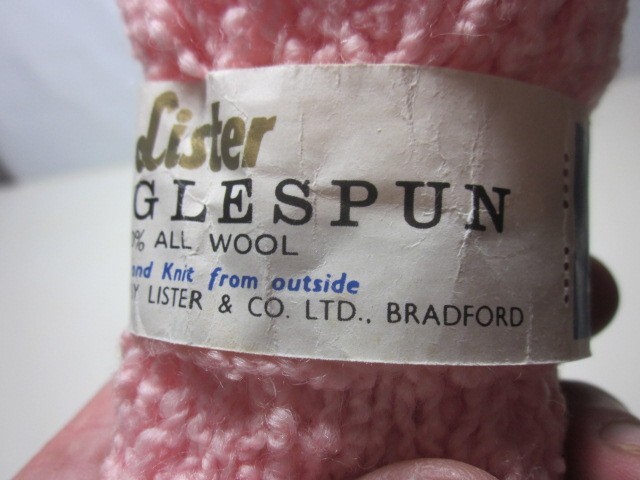 Lister
GLESPUN
% ALL WOOL
and Knit from outside
Y LISTER & CO. LTD., BRADFORD